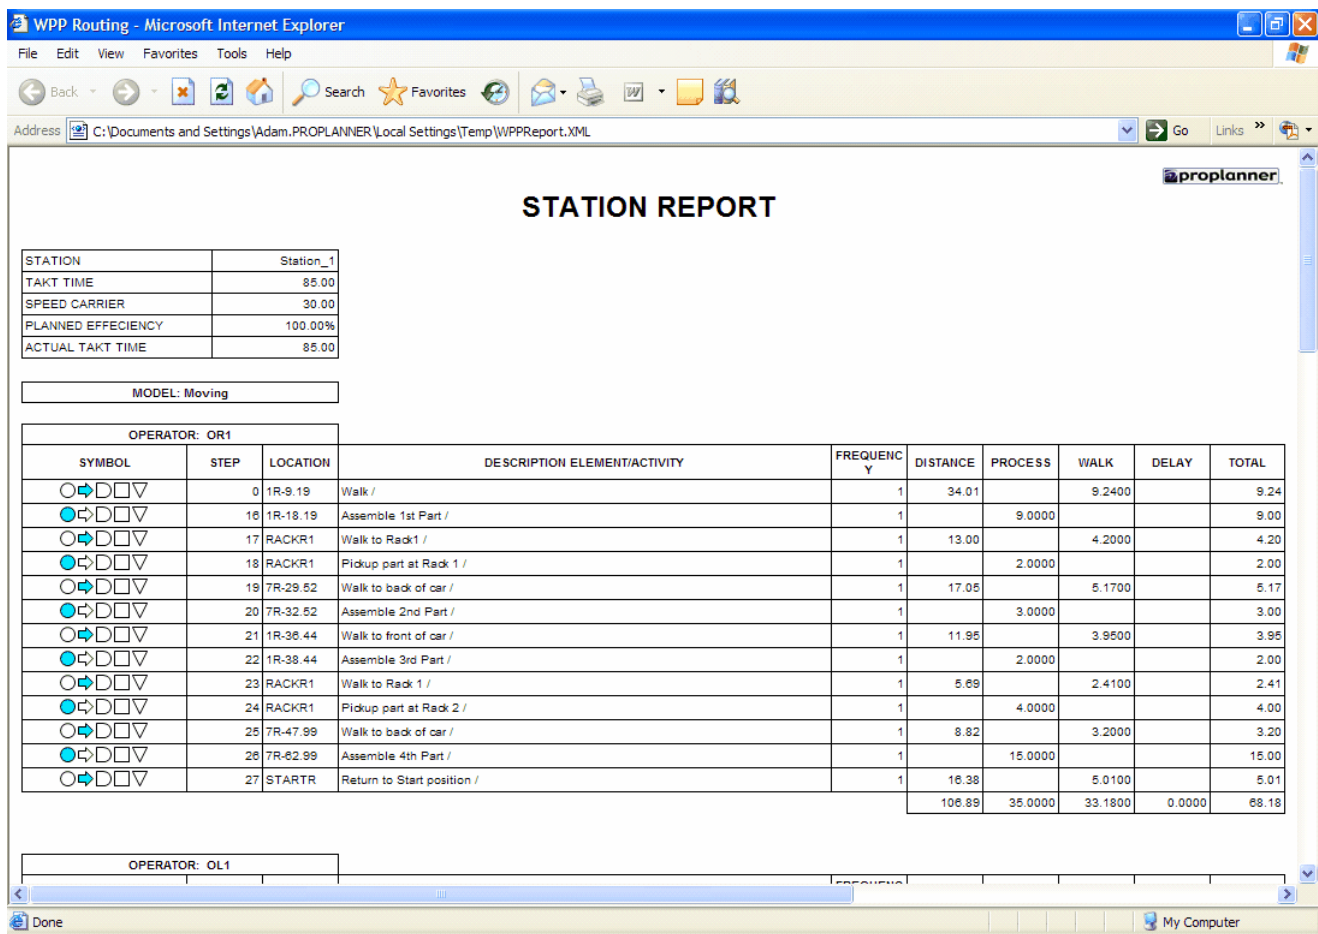 WPP Routing - Microsoft Internet Explorer
File Edit View Favorites Tools Help
Back Search Favorites
Address C:\Documents and Settings\Adam.PROPLANNER\Local Settings\Temp\WPPReport.XML Go Links »
proplanner
STATION REPORT
STATION Station_1
TAKT TIME 85.00
SPEED CARRIER 30.00
PLANNED EFFECIENCY 100.00%
ACTUAL TAKT TIME 85.00
MODEL: Moving
OPERATOR: OR1
SYMBOL STEP LOCATION DESCRIPTION ELEMENT/ACTIVITY FREQUENCY DISTANCE PROCESS WALK DELAY TOTAL
0 1R-9.19 Walk / 1 34.01 9.2400 9.24
16 1R-18.19 Assemble 1st Part / 1 9.0000 9.00
17 RACKR1 Walk to Rack1 / 1 13.00 4.2000 4.20
18 RACKR1 Pickup part at Rack 1 / 1 2.0000 2.00
19 7R-29.52 Walk to back of car / 1 17.05 5.1700 5.17
20 7R-32.52 Assemble 2nd Part / 1 3.0000 3.00
21 1R-36.44 Walk to front of car / 1 11.95 3.9500 3.95
22 1R-38.44 Assemble 3rd Part / 1 2.0000 2.00
23 RACKR1 Walk to Rack 1 / 1 5.69 2.4100 2.41
24 RACKR1 Pickup part at Rack 2 / 1 4.0000 4.00
25 7R-47.99 Walk to back of car / 1 8.82 3.2000 3.20
26 7R-62.99 Assemble 4th Part / 1 15.0000 15.00
27 STARTR Return to Start position / 1 16.38 5.0100 5.01
106.89 35.0000 33.1800 0.0000 68.18
OPERATOR: OL1
FREQUENC
Done My Computer